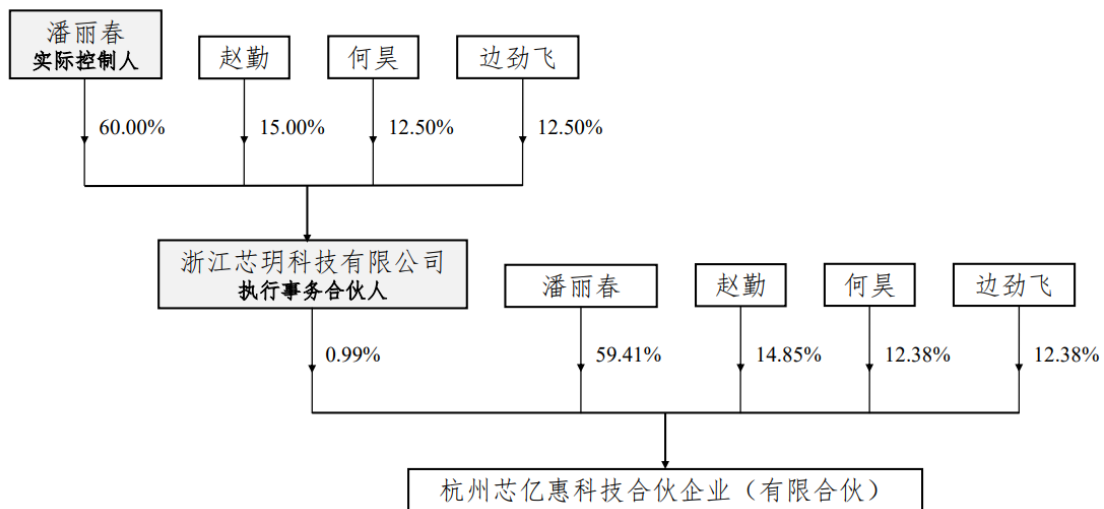 潘丽春
实际控制人
赵勤
何昊
边劲飞
60.00%
15.00%
12.50%
12.50%
浙江芯玥科技有限公司
执行事务合伙人
潘丽春
赵勤
何昊
边劲飞
0.99%
59.41%
14.85%
12.38%
12.38%
杭州芯亿惠科技合伙企业（有限合伙）